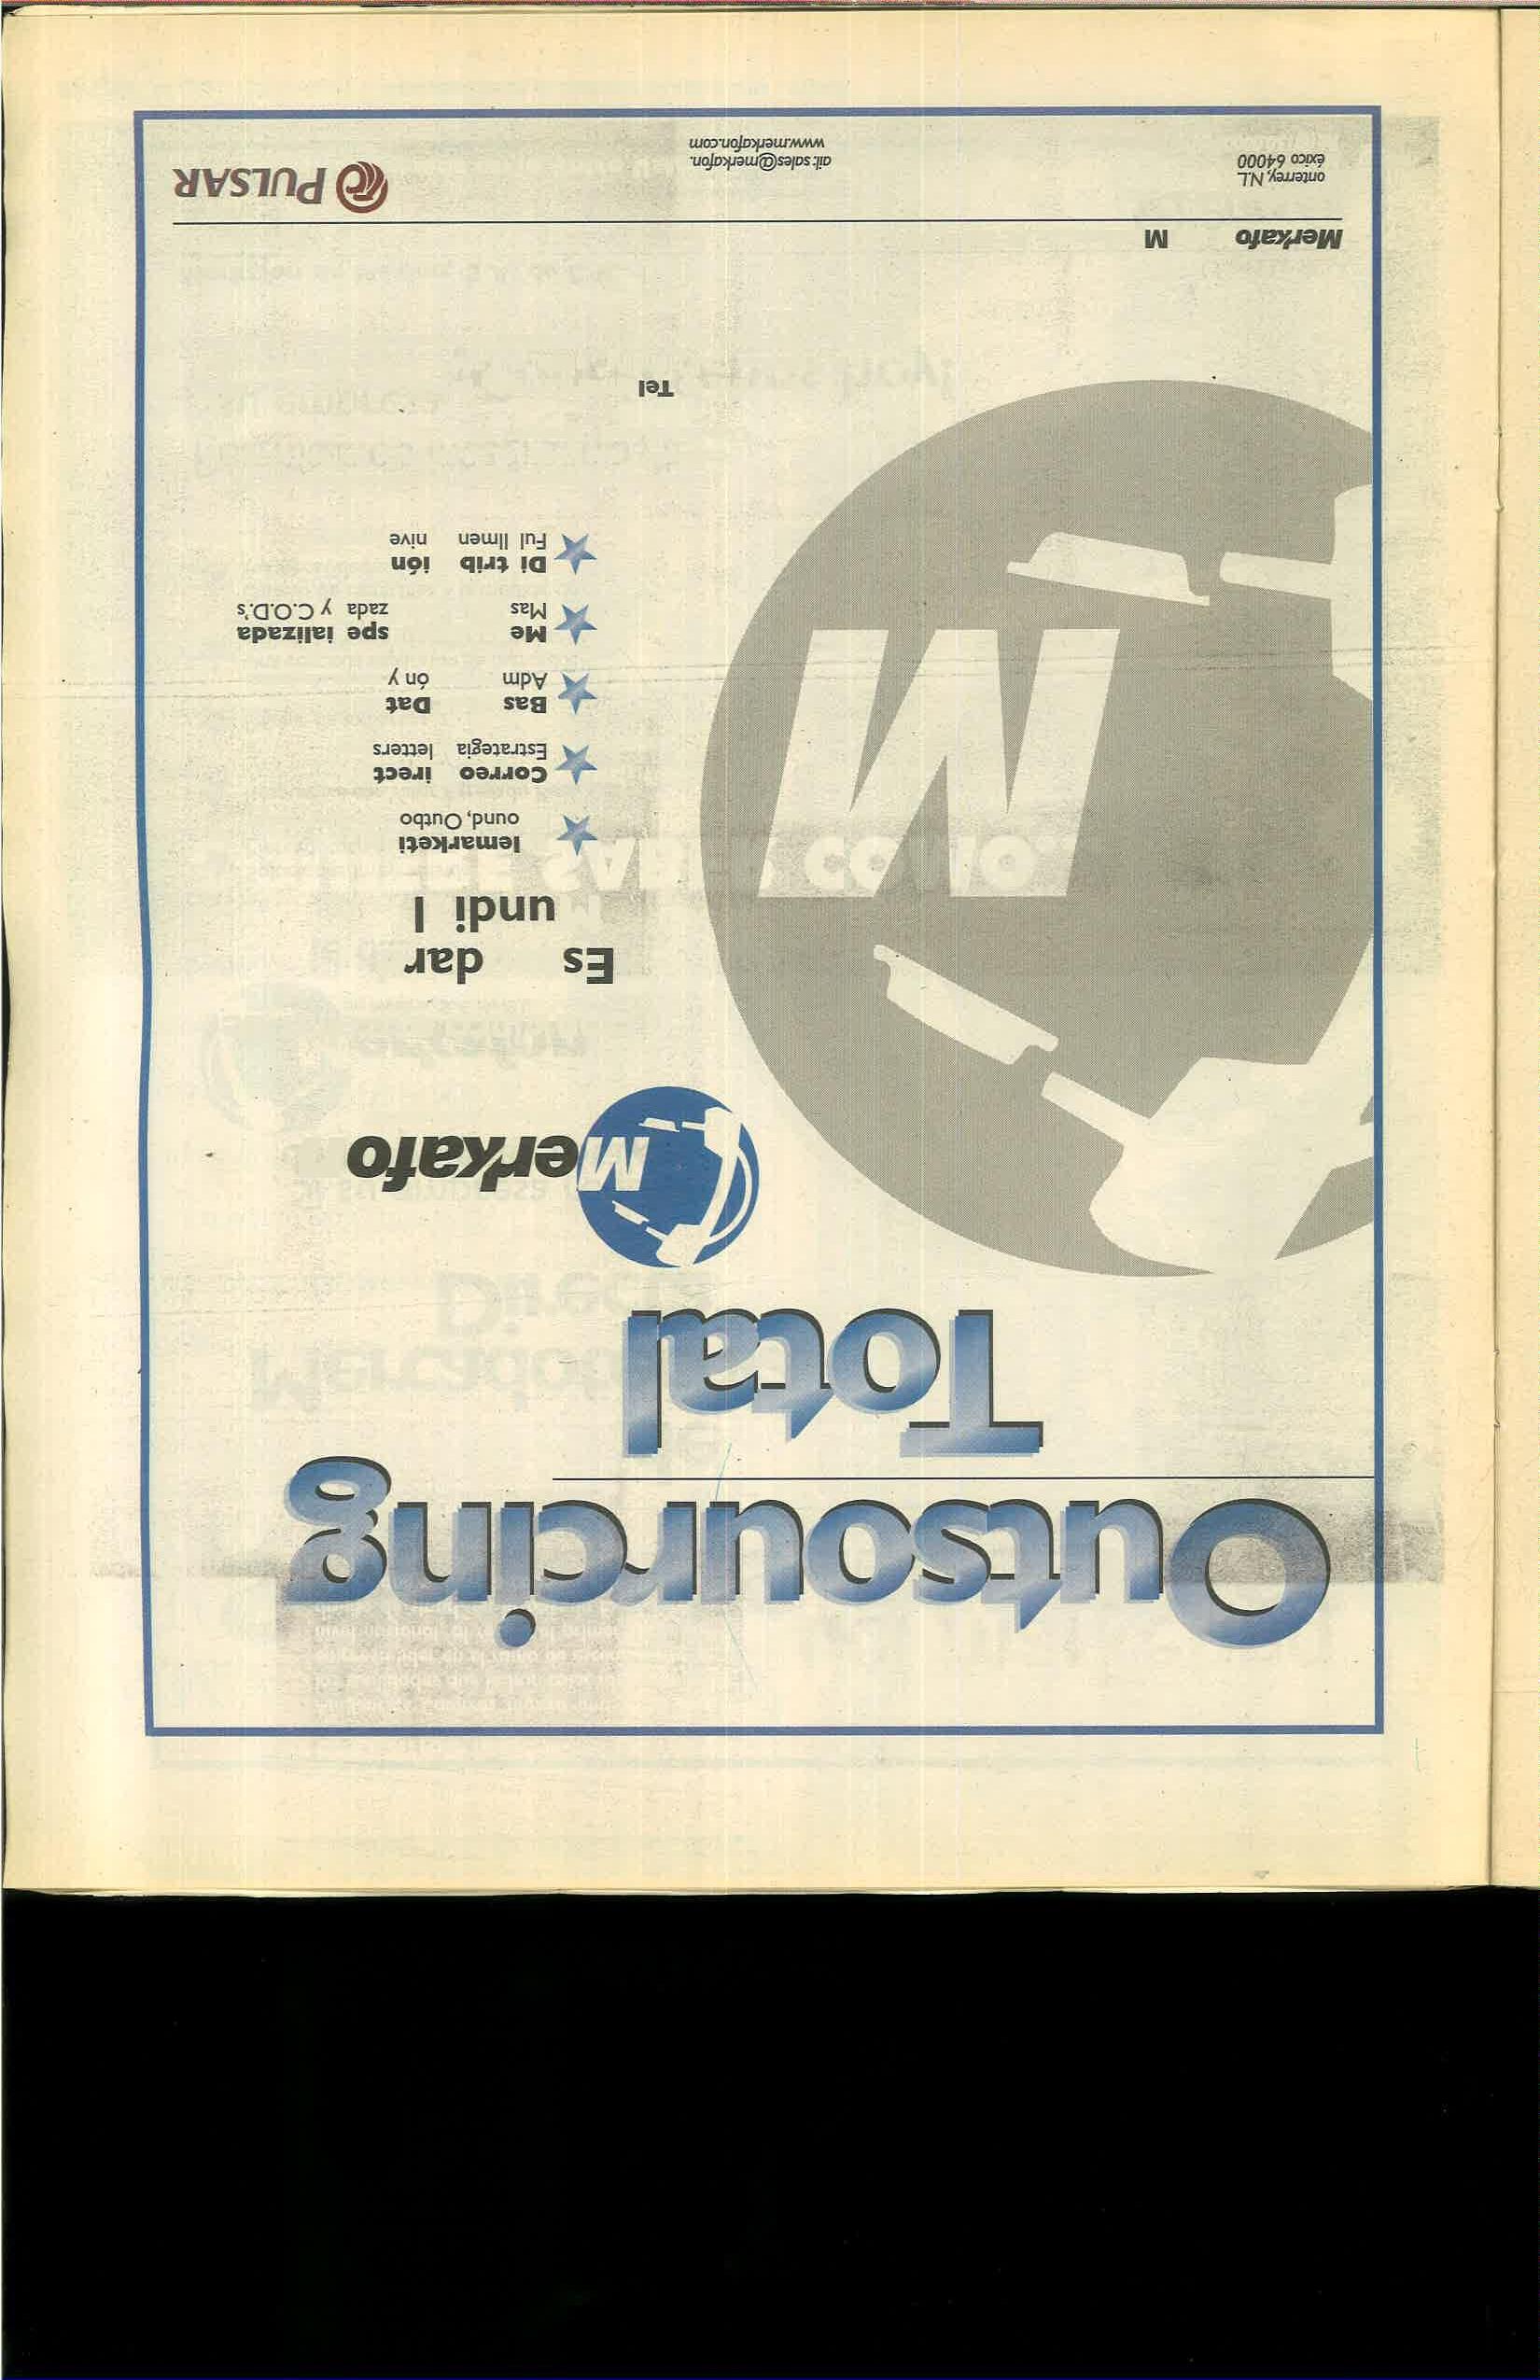 Outsourcing
Total
Merkafo
Es dar
undi l
lemarketi
ound, Outbo
Correo irect
Estrategia letters
Bas Dat
Adm ón y
Me spe ializada
Mas zada y C.O.D.'s
Di trib ión
Ful llmen nive
Tel
Merkafo M
onterrey, N.L.
éxico 64000
ail: sales@merkafon.
www.merkafon.com
PULSAR